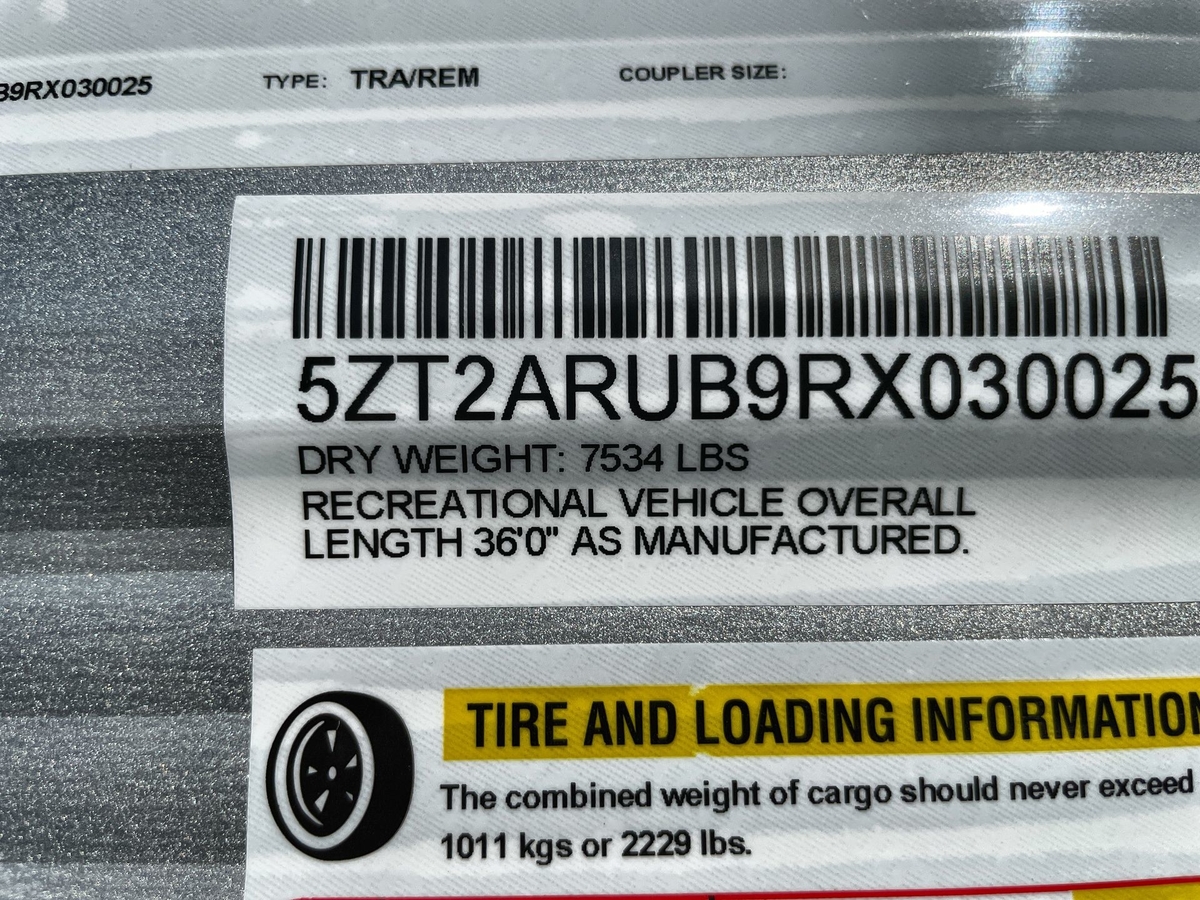 B9RX030025 TYPE: TRA/REM COUPLER SIZE:
5ZT2ARUB9RX030025
DRY WEIGHT: 7534 LBS
RECREATIONAL VEHICLE OVERALL
LENGTH 36'0" AS MANUFACTURED.
TIRE AND LOADING INFORMATION
The combined weight of cargo should never exceed
1011 kgs or 2229 lbs.